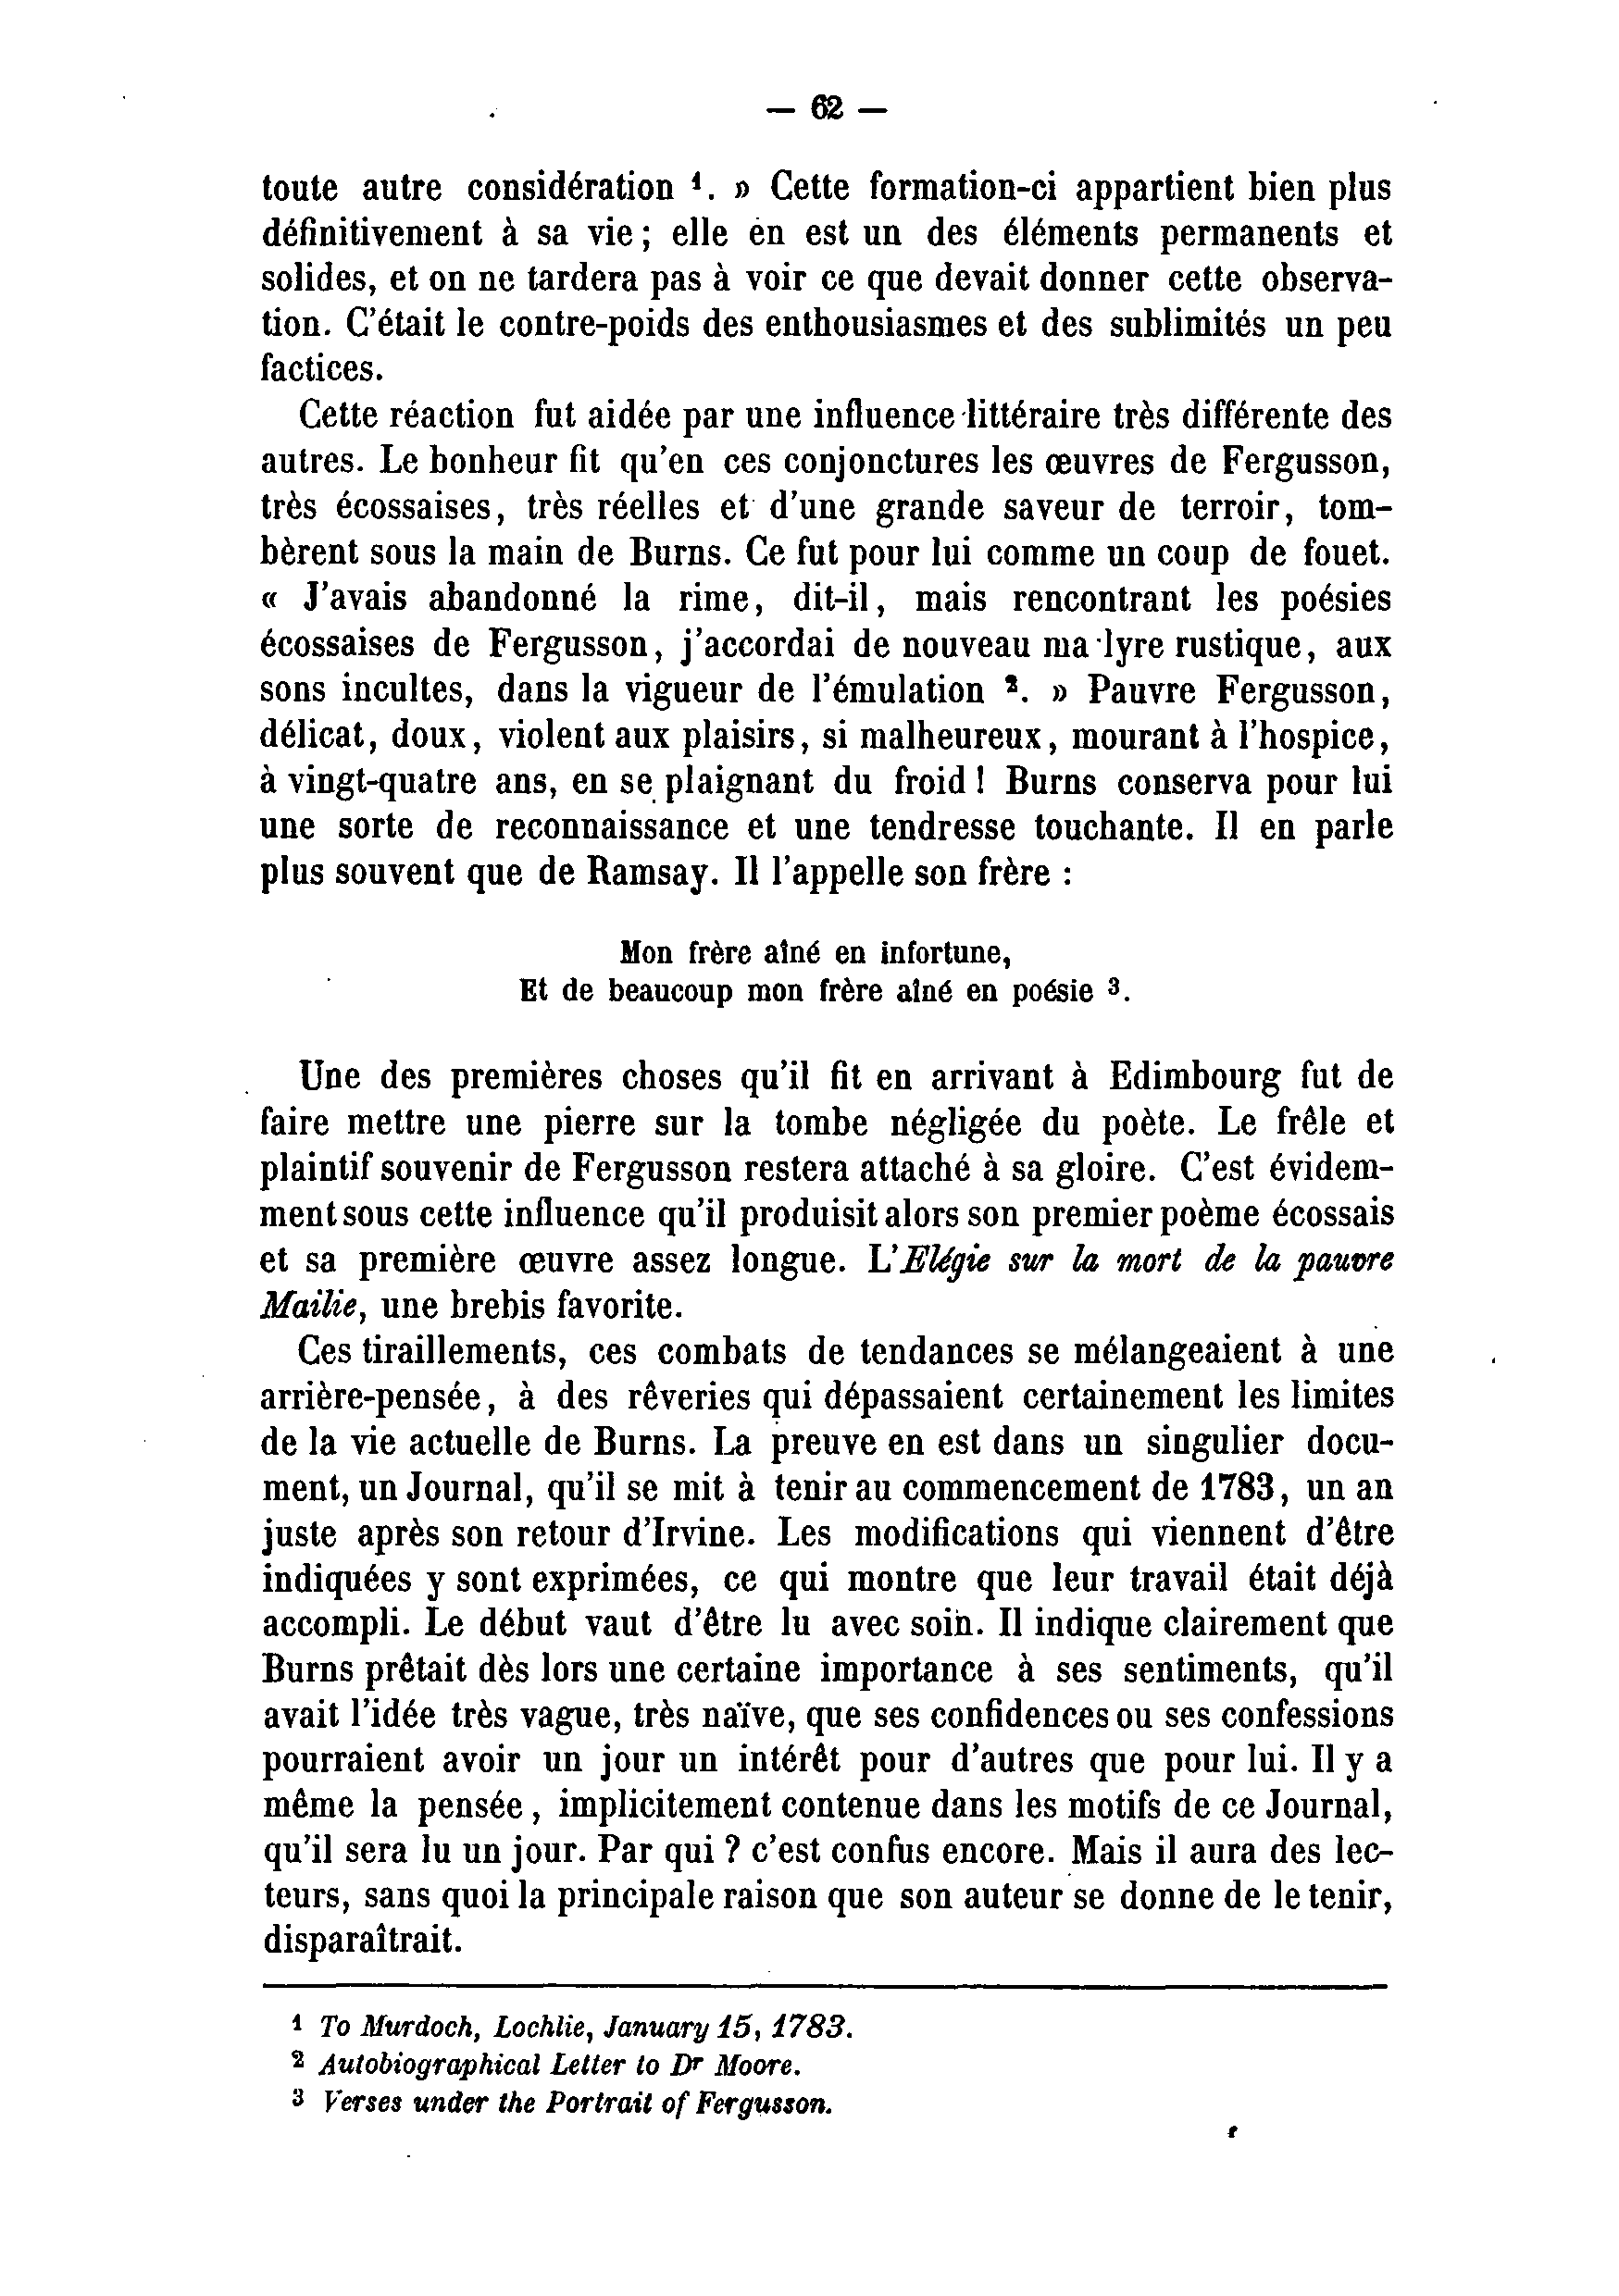 — 62 —
toute autre considération ¹. » Cette formation-ci appartient bien plus
définitivement à sa vie ; elle en est un des éléments permanents et
solides, et on ne tardera pas à voir ce que devait donner cette observa-
tion. C'était le contre-poids des enthousiasmes et des sublimités un peu
factices.
Cette réaction fut aidée par une influence littéraire très différente des
autres. Le bonheur fit qu'en ces conjonctures les œuvres de Fergusson,
très écossaises, très réelles et d'une grande saveur de terroir, tom-
bèrent sous la main de Burns. Ce fut pour lui comme un coup de fouet.
« J'avais abandonné la rime, dit-il, mais rencontrant les poésies
écossaises de Fergusson, j'accordai de nouveau ma lyre rustique, aux
sons incultes, dans la vigueur de l'émulation ². » Pauvre Fergusson,
délicat, doux, violent aux plaisirs, si malheureux, mourant à l'hospice,
à vingt-quatre ans, en se plaignant du froid ! Burns conserva pour lui
une sorte de reconnaissance et une tendresse touchante. Il en parle
plus souvent que de Ramsay. Il l'appelle son frère :
Mon frère aîné en infortune,
Et de beaucoup mon frère aîné en poésie ³.
Une des premières choses qu'il fit en arrivant à Edimbourg fut de
faire mettre une pierre sur la tombe négligée du poète. Le frêle et
plaintif souvenir de Fergusson restera attaché à sa gloire. C'est évidem-
ment sous cette influence qu'il produisit alors son premier poème écossais
et sa première œuvre assez longue. L'Elégie sur la mort de la pauvre
Mailie, une brebis favorite.
Ces tiraillements, ces combats de tendances se mélangeaient à une
arrière-pensée, à des rêveries qui dépassaient certainement les limites
de la vie actuelle de Burns. La preuve en est dans un singulier docu-
ment, un Journal, qu'il se mit à tenir au commencement de 1783, un an
juste après son retour d'Irvine. Les modifications qui viennent d'être
indiquées y sont exprimées, ce qui montre que leur travail était déjà
accompli. Le début vaut d'être lu avec soin. Il indique clairement que
Burns prêtait dès lors une certaine importance à ses sentiments, qu'il
avait l'idée très vague, très naïve, que ses confidences ou ses confessions
pourraient avoir un jour un intérêt pour d'autres que pour lui. Il y a
même la pensée, implicitement contenue dans les motifs de ce Journal,
qu'il sera lu un jour. Par qui ? c'est confus encore. Mais il aura des lec-
teurs, sans quoi la principale raison que son auteur se donne de le tenir,
disparaîtrait.
¹ To Murdoch, Lochlie, January 15, 1783.
² Autobiographical Letter to Dr Moore.
³ Verses under the Portrait of Fergusson.